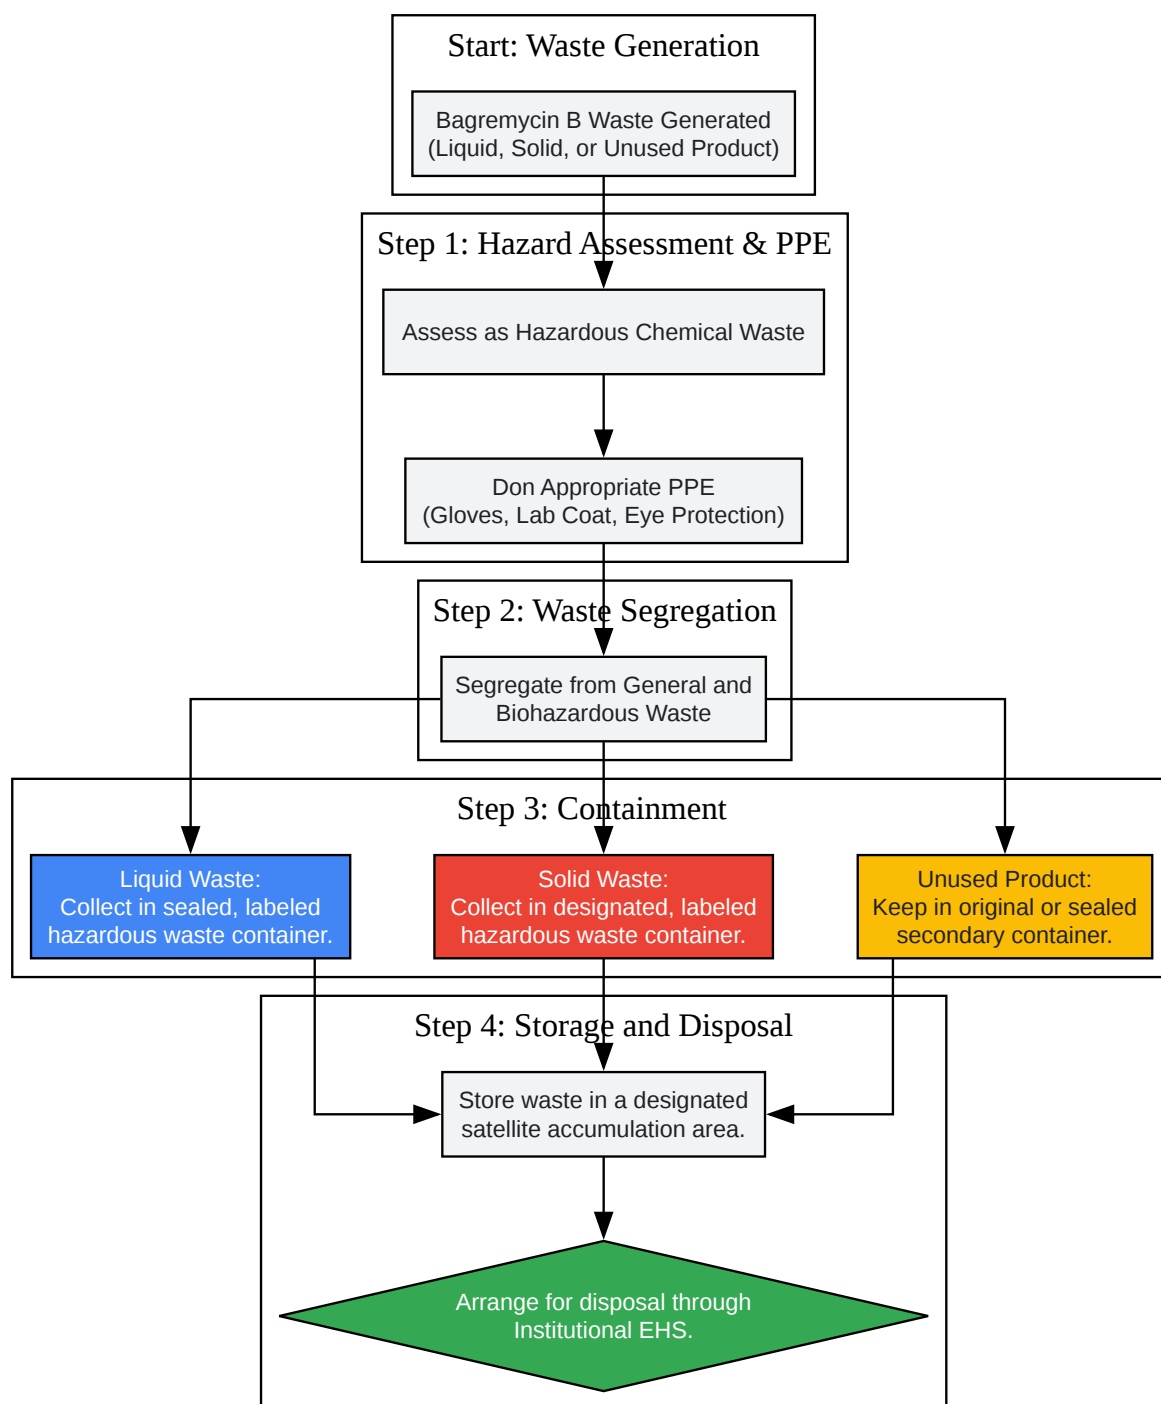 Start: Waste Generation
Bagremycin B Waste Generated
(Liquid, Solid, or Unused Product)
Step 1: Hazard Assessment & PPE
Assess as Hazardous Chemical Waste
Don Appropriate PPE
(Gloves, Lab Coat, Eye Protection)
Step 2: Waste Segregation
Segregate from General and
Biohazardous Waste
Step 3: Containment
Liquid Waste:
Collect in sealed, labeled
hazardous waste container.
Solid Waste:
Collect in designated, labeled
hazardous waste container.
Unused Product:
Keep in original or sealed
secondary container.
Step 4: Storage and Disposal
Store waste in a designated
satellite accumulation area.
Arrange for disposal through
Institutional EHS.